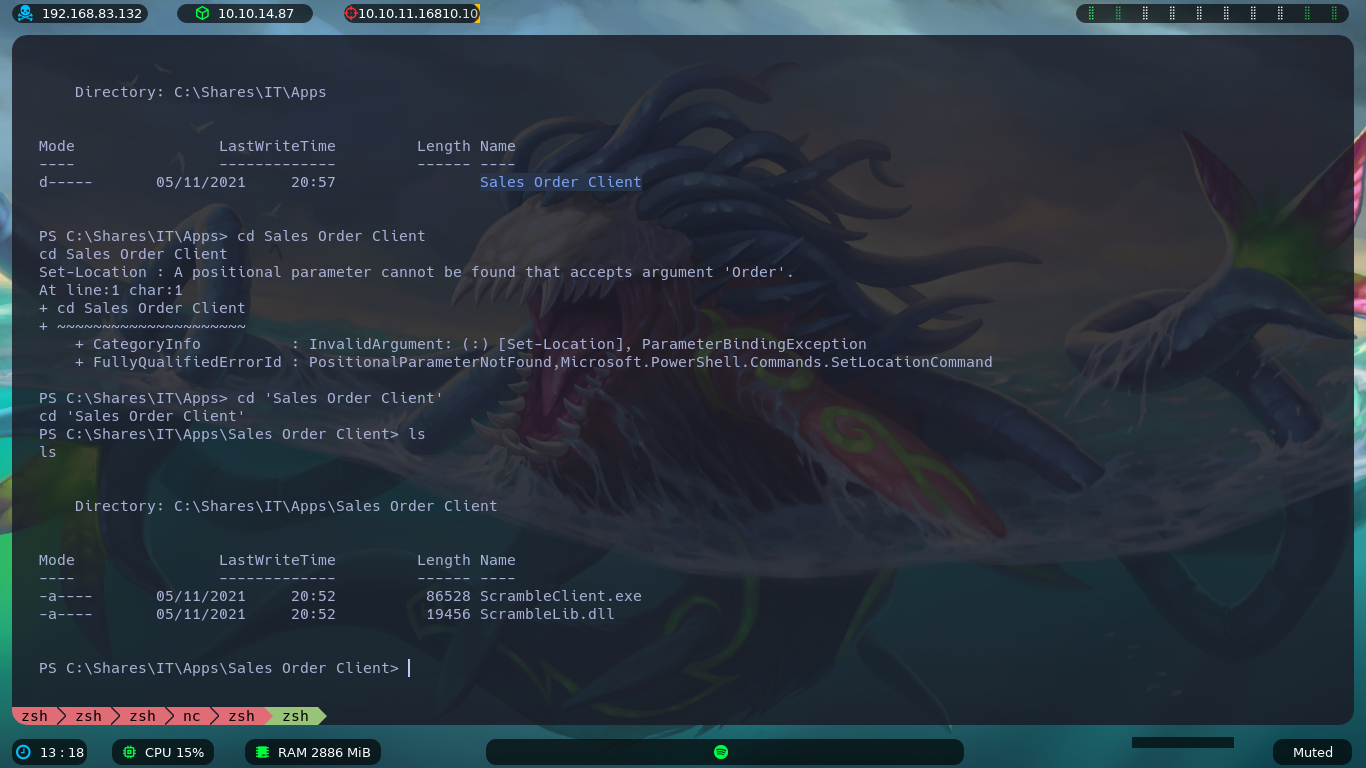 192.168.83.132 10.10.14.87 10.10.11.16810.10
Directory: C:\Shares\IT\Apps
Mode LastWriteTime Length Name
---- ------------- ------ ----
d----- 05/11/2021 20:57 Sales Order Client
PS C:\Shares\IT\Apps> cd Sales Order Client
cd Sales Order Client
Set-Location : A positional parameter cannot be found that accepts argument 'Order'.
At line:1 char:1
+ cd Sales Order Client
+ ~~~~~~~~~~~~~~~~~~~~~
+ CategoryInfo : InvalidArgument: (:) [Set-Location], ParameterBindingException
+ FullyQualifiedErrorId : PositionalParameterNotFound,Microsoft.PowerShell.Commands.SetLocationCommand
PS C:\Shares\IT\Apps> cd 'Sales Order Client'
cd 'Sales Order Client'
PS C:\Shares\IT\Apps\Sales Order Client> ls
ls
Directory: C:\Shares\IT\Apps\Sales Order Client
Mode LastWriteTime Length Name
---- ------------- ------ ----
-a---- 05/11/2021 20:52 86528 ScrambleClient.exe
-a---- 05/11/2021 20:52 19456 ScrambleLib.dll
PS C:\Shares\IT\Apps\Sales Order Client>
zsh zsh zsh nc zsh zsh
13 : 18 CPU 15% RAM 2886 MiB Muted